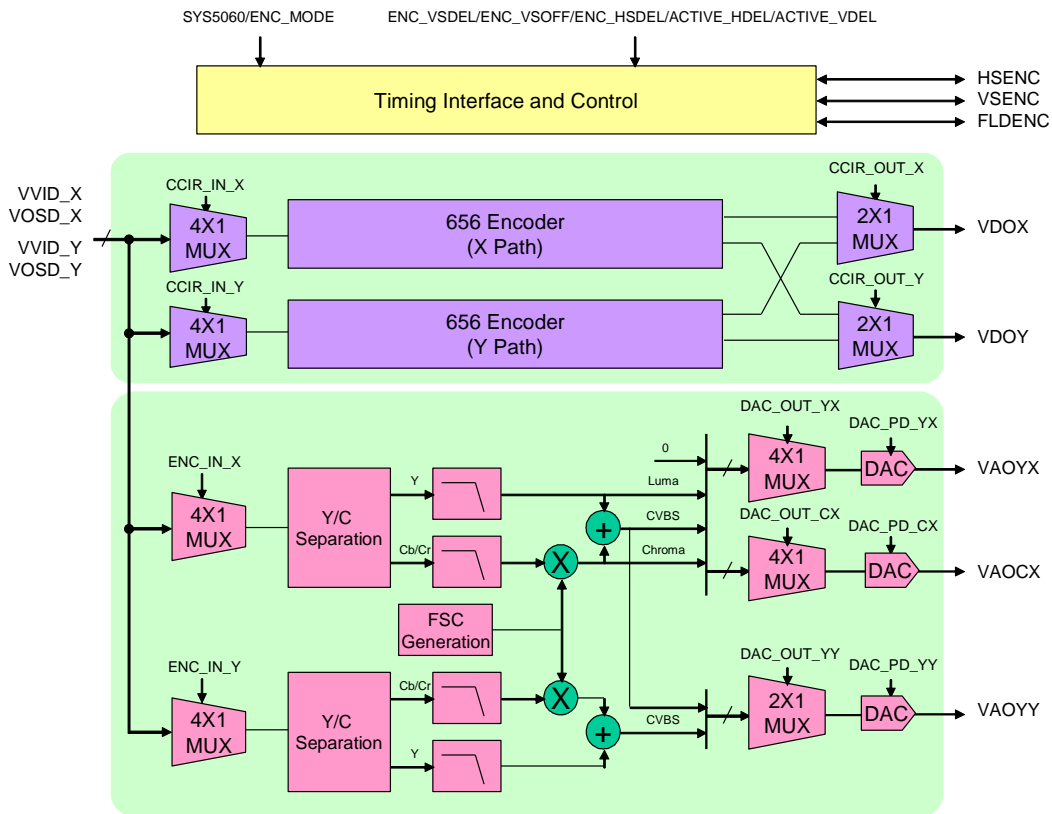 SYS5060/ENC_MODE
ENC_VSDEL/ENC_VSOFF/ENC_HSDEL/ACTIVE_HDEL/ACTIVE_VDEL
Timing Interface and Control
HSENC
VSENC
FLDENC
VVID_X
VOSD_X
VVID_Y
VOSD_Y
CCIR_IN_X
4X1
MUX
656 Encoder
(X Path)
CCIR_OUT_X
2X1
MUX
VDOX
CCIR_IN_Y
4X1
MUX
656 Encoder
(Y Path)
CCIR_OUT_Y
2X1
MUX
VDOY
ENC_IN_X
4X1
MUX
Y/C
Separation
Y
Cb/Cr
X
+
0
Luma
CVBS
Chroma
DAC_OUT_YX
4X1
MUX
DAC_PD_YX
DAC
VAOYX
DAC_OUT_CX
4X1
MUX
DAC_PD_CX
DAC
VAOCX
FSC
Generation
ENC_IN_Y
4X1
MUX
Y/C
Separation
Cb/Cr
Y
X
+
CVBS
DAC_OUT_YY
2X1
MUX
DAC_PD_YY
DAC
VAOYY